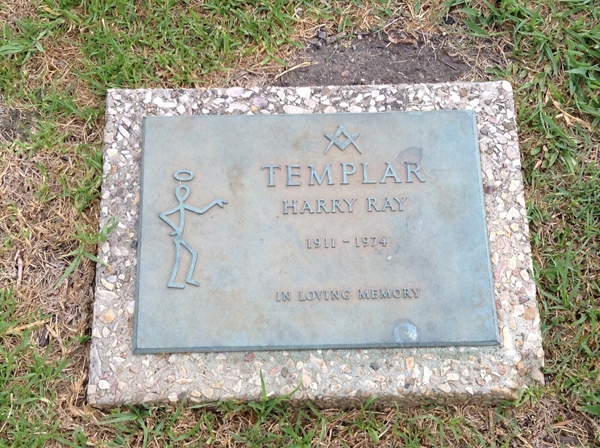 TEMPLAR
HARRY RAY
1911 - 1974
IN LOVING MEMORY